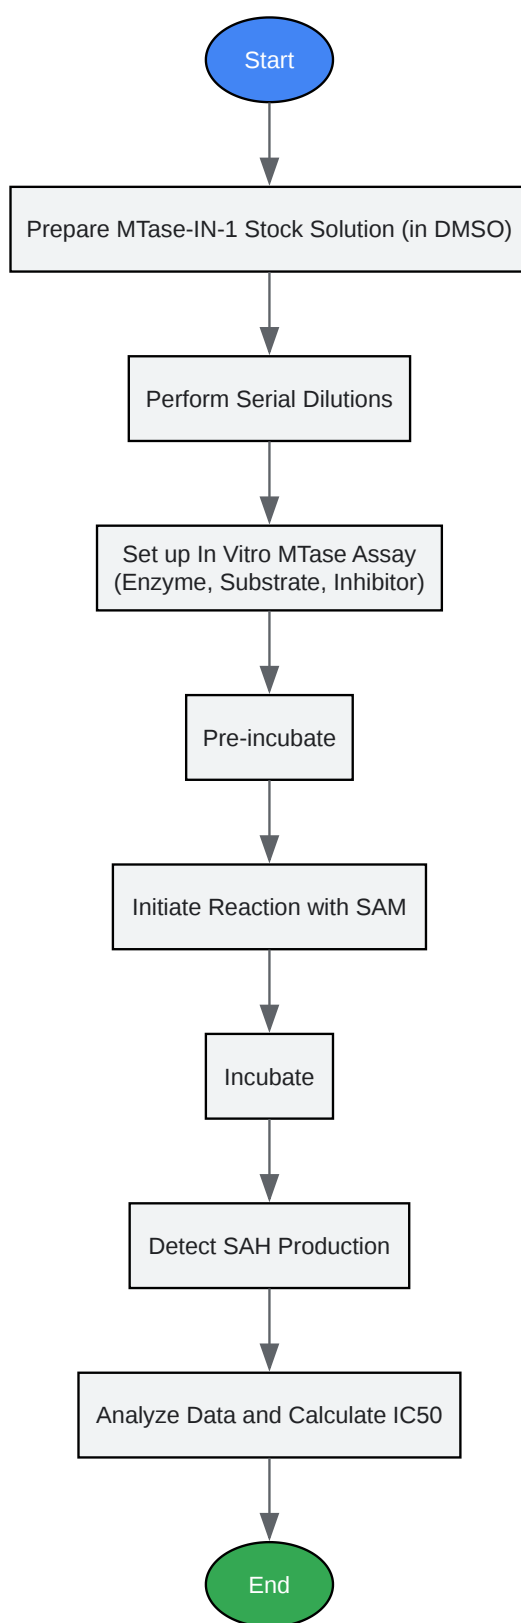 Start
Prepare MTase-IN-1 Stock Solution (in DMSO)
Perform Serial Dilutions
Set up In Vitro MTase Assay
(Enzyme, Substrate, Inhibitor)
Pre-incubate
Initiate Reaction with SAM
Incubate
Detect SAH Production
Analyze Data and Calculate IC50
End